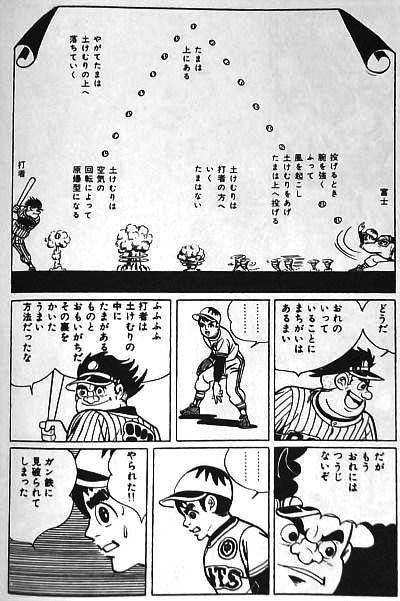 富士
投げるとき
腕を強く
ふって
風を起こし
土けむりをあげ
たまは上へ投げる
土けむりは
打者の方へ
いく
たまはない
たまは
上にある
土けむりは
空気の
回転によって
原爆型になる
やがてたまは
土けむりの上へ
落ちていく
打者
どうだ
おれの
いって
いることに
まちがいは
あるまい
…………
…………
ふふふふ
打者は
土けむりの
中に
たまがある
ものと
おもいがちだ
その裏を
かいた
うまい
方法だったな
だが
もう
おれには
つうじ
ないぞ
…………
…………
ITS
やられた!!
ガン鉄に
見破られて
しまった